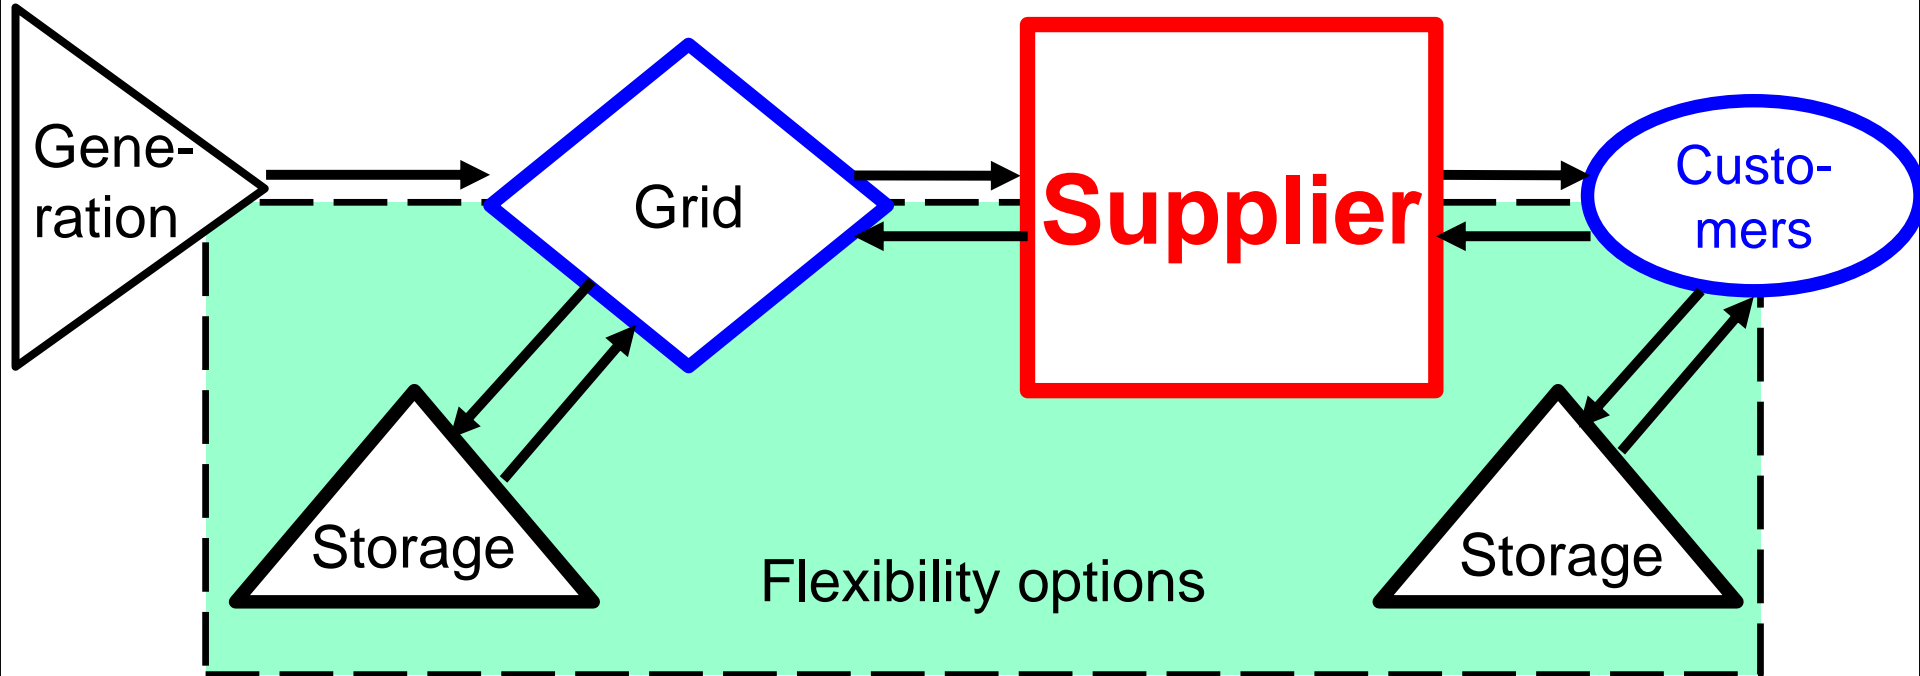 Gene-
ration
Grid
Supplier
Custo-
mers
Storage
Flexibility options
Storage